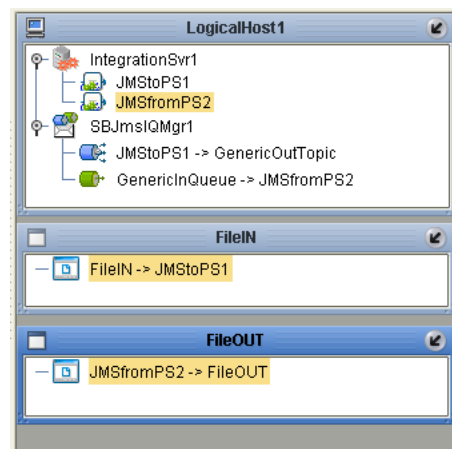 LogicalHost1
IntegrationSvr1
JMStoPS1
JMSfromPS2
SBJmsIQMgr1
JMStoPS1 -> GenericOutTopic
GenericInQueue -> JMSfromPS2
FileIN
FileIN -> JMStoPS1
FileOUT
JMSfromPS2 -> FileOUT